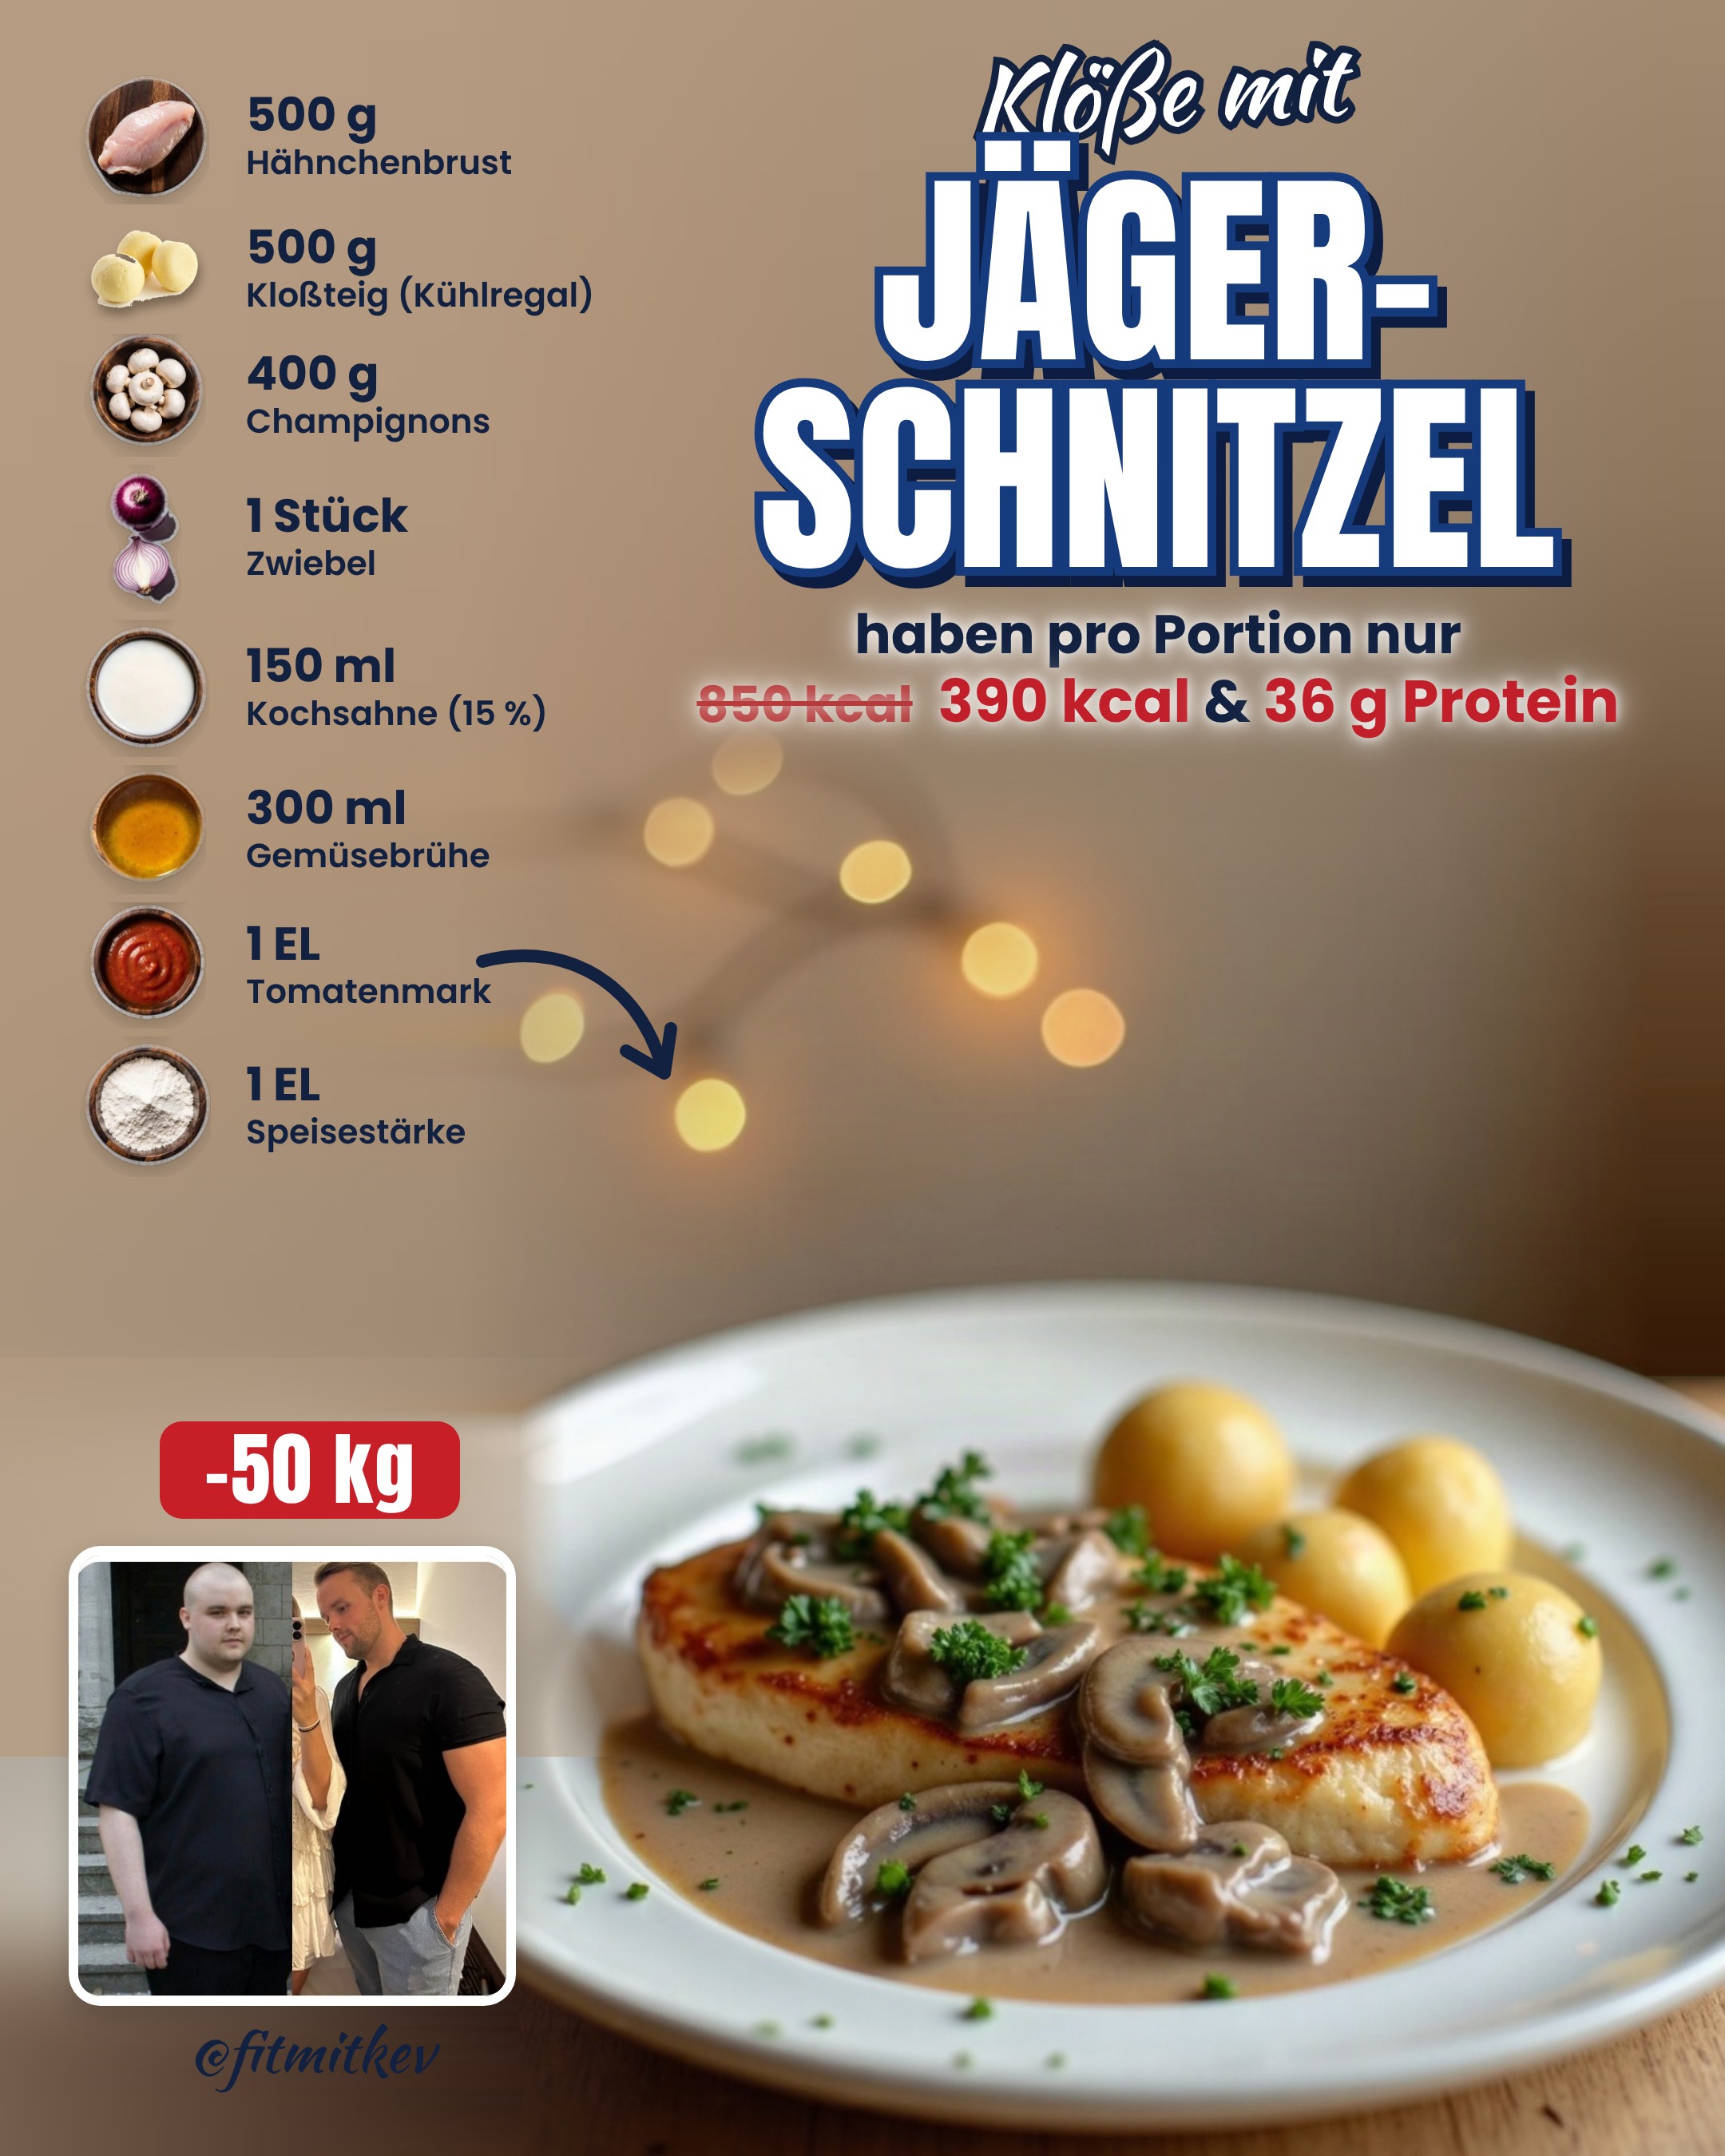 Klöße mit
JÄGER-
SCHNITZEL
haben pro Portion nur
850 kcal 390 kcal & 36 g Protein
500 g
Hähnchenbrust
500 g
Kloßteig (Kühlregal)
400 g
Champignons
1 Stück
Zwiebel
150 ml
Kochsahne (15 %)
300 ml
Gemüsebrühe
1 EL
Tomatenmark
1 EL
Speisestärke
-50 kg
@fitmitkev